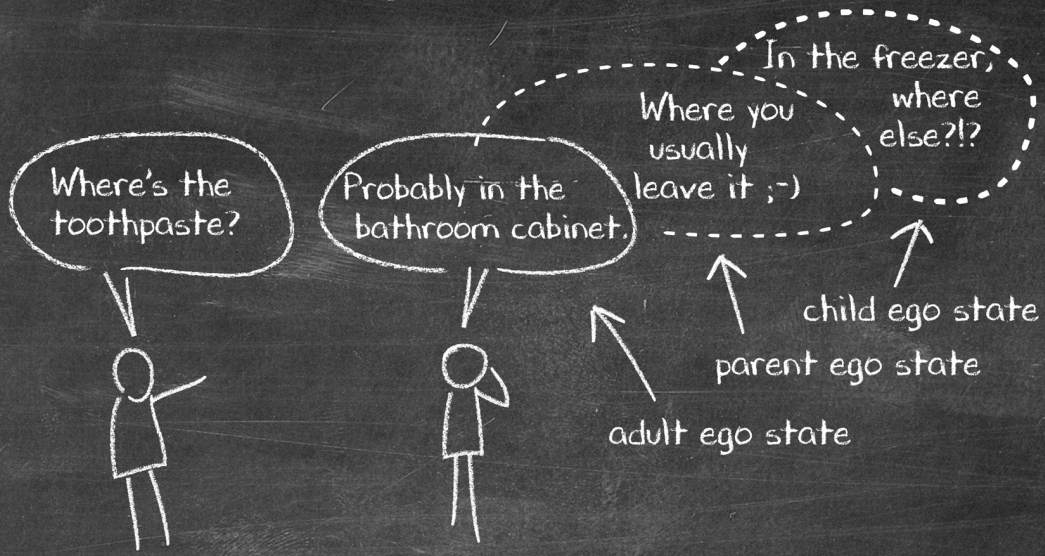 Where's the
toothpaste?
Probably in the
bathroom cabinet.
Where you
usually
leave it ;-)
In the freezer,
where
else?!?
child ego state
parent ego state
adult ego state